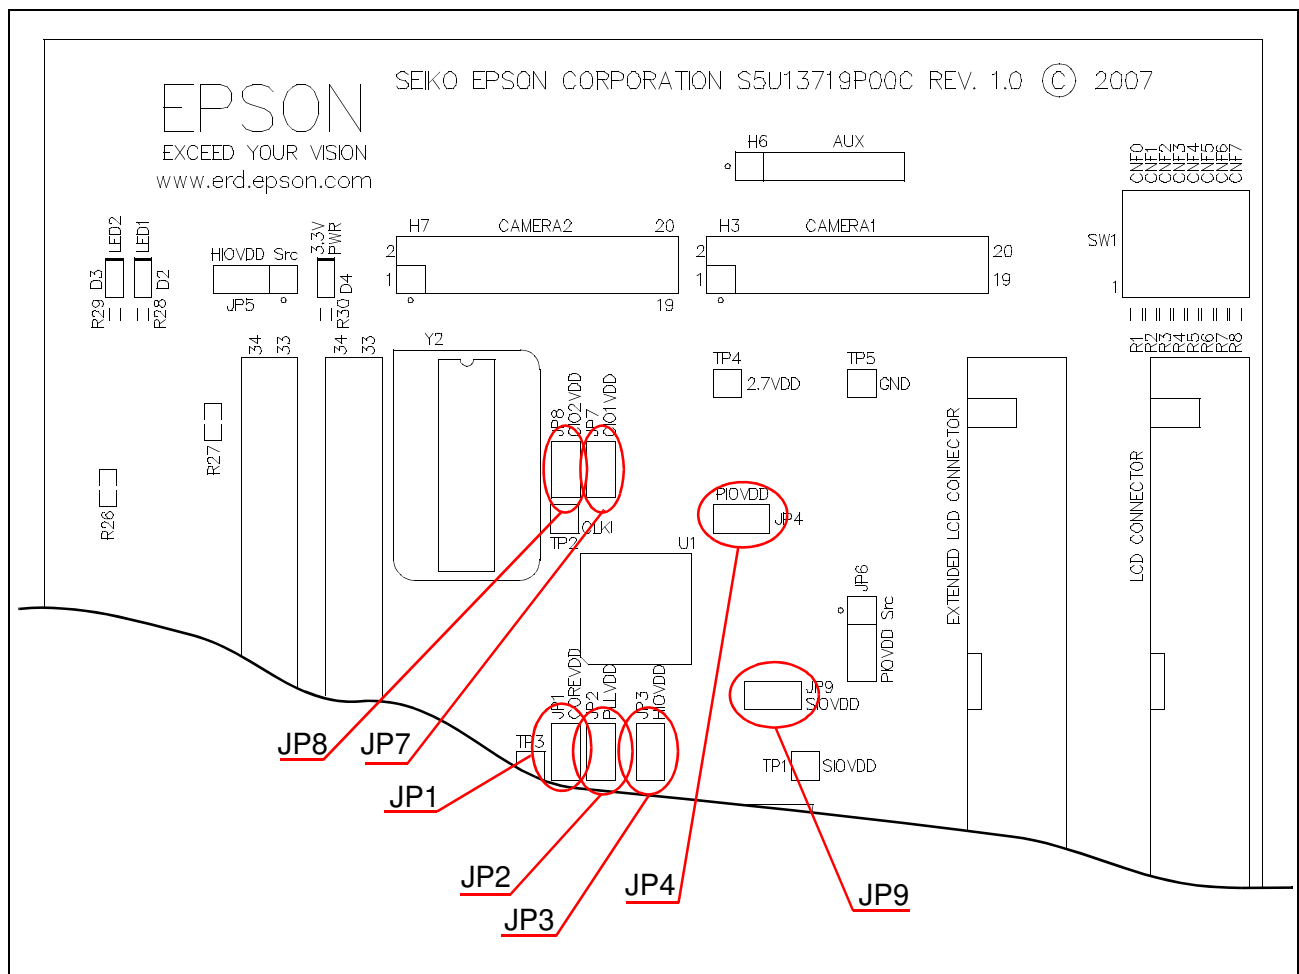 SEIKO EPSON CORPORATION S5U13719P00C REV. 1.0 © 2007
EPSON
EXCEED YOUR VISION
www.erd.epson.com
H6 AUX
CNF0
CNF1
CNF2
CNF3
CNF4
CNF5
CNF6
CNF7
SW1
1
LED2
LED1
D3
D2
R29
R28
HIOVDD Src
JP5
3.3V
PWR
D4
R30
H7 CAMERA2 20
2
1
19
H3 CAMERA1
2
1
20
19
R1
R2
R3
R4
R5
R6
R7
R8
34
33
34
33
Y2
TP4
2.7VDD
TP5
GND
R27
R26
JP8
CIO2VDD
JP7
CIO1VDD
CLKI
TP2
U1
PIOVDD
JP4
EXTENDED LCD CONNECTOR
LCD CONNECTOR
JP6
Src
PIOVDD
JP9
SIOVDD
JP1
COREVDD
JP2
PLLVDD
JP3
HIOVDD
TP3
TP1
SIOVDD
JP8
JP7
JP1
JP2
JP3
JP4
JP9